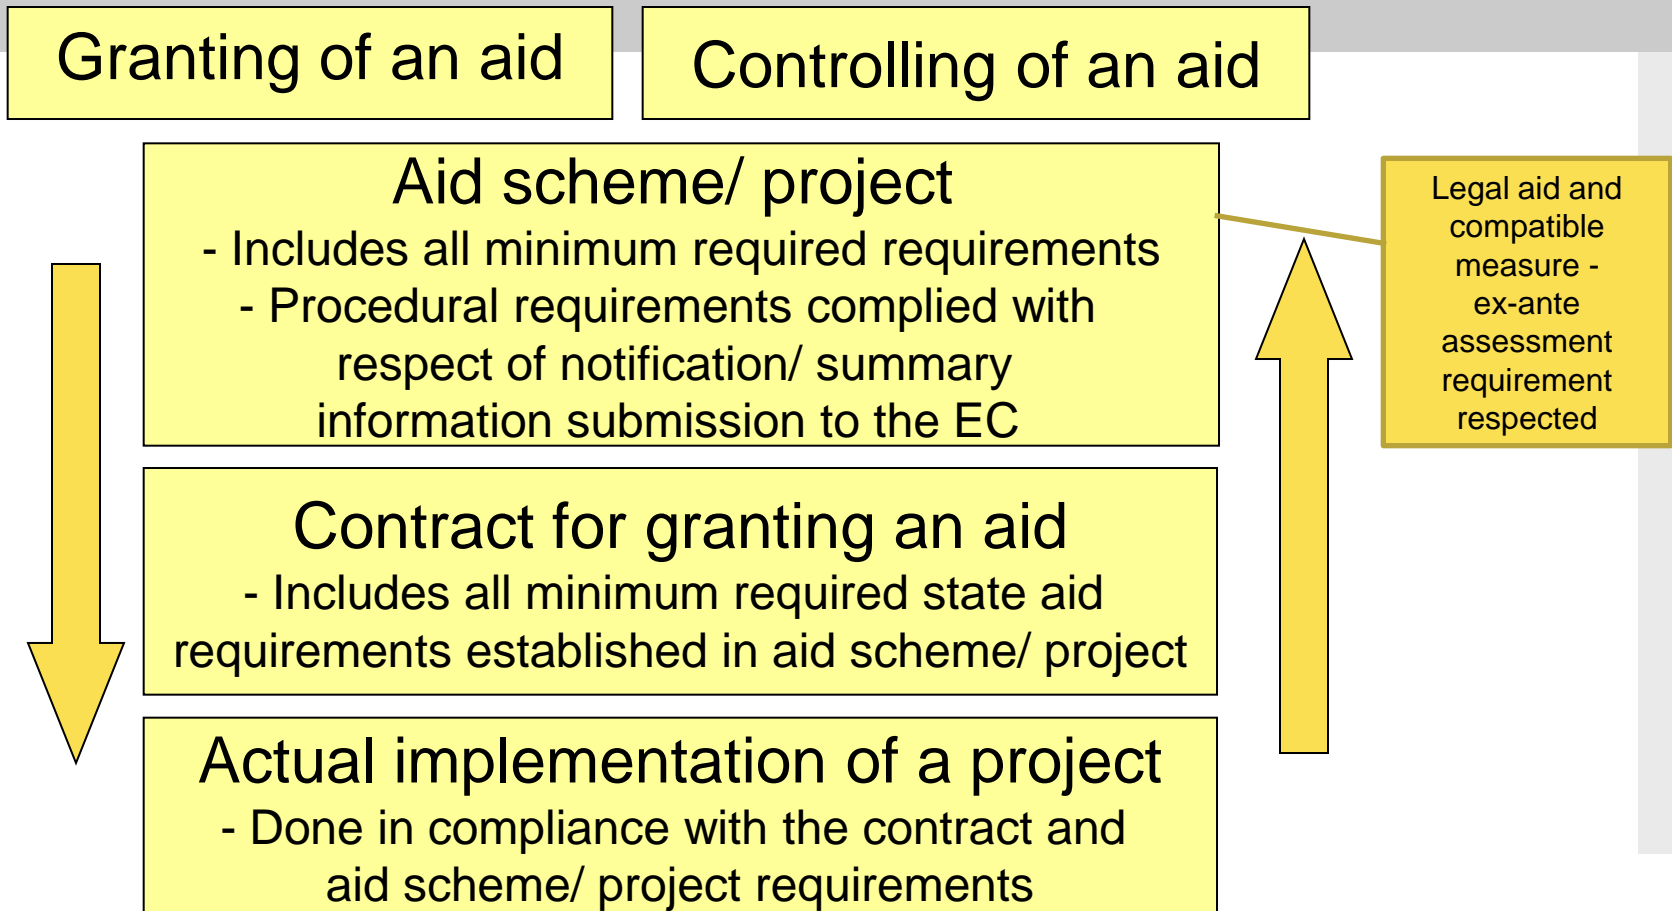 Granting of an aid
Controlling of an aid
Aid scheme/ project
- Includes all minimum required requirements
- Procedural requirements complied with
respect of notification/ summary
information submission to the EC
Legal aid and
compatible
measure -
ex-ante
assessment
requirement
respected
Contract for granting an aid
- Includes all minimum required state aid
requirements established in aid scheme/ project
Actual implementation of a project
- Done in compliance with the contract and
aid scheme/ project requirements